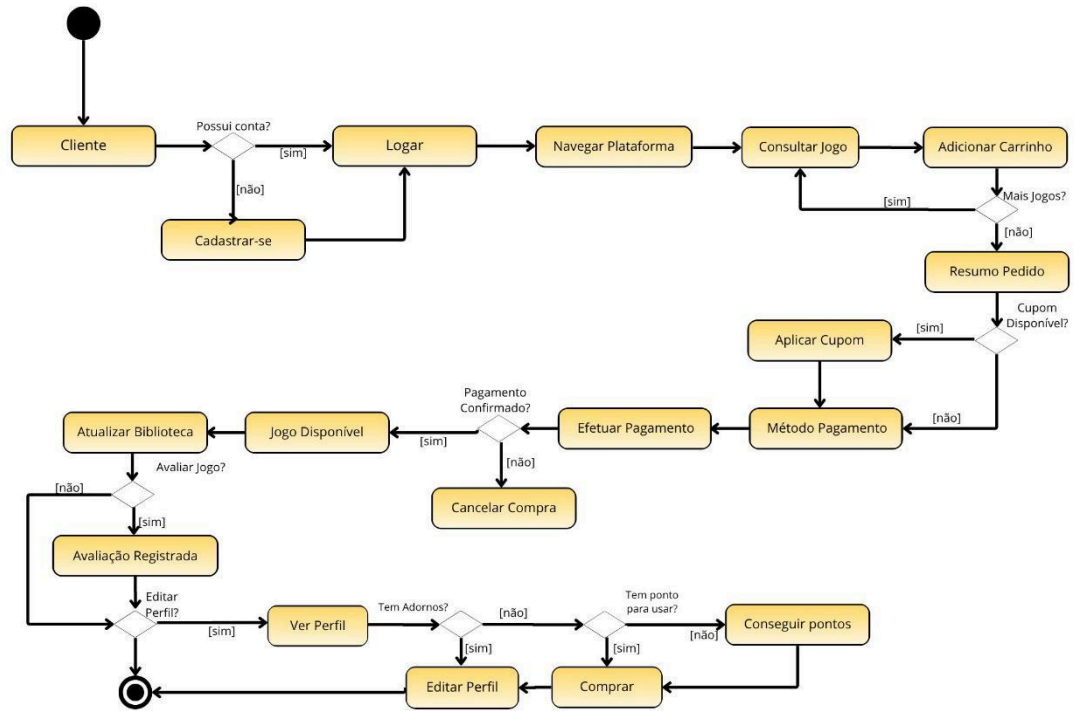 Possui conta?
Cliente
[sim]
Logar
Navegar Plataforma
Consultar Jogo
Adicionar Carrinho
[não]
Cadastrar-se
[sim]
Mais Jogos?
[não]
Resumo Pedido
Cupom
Disponível?
[sim]
Aplicar Cupom
[não]
Método Pagamento
Efetuar Pagamento
Pagamento
Confirmado?
[sim]
[não]
Cancelar Compra
Jogo Disponível
Atualizar Biblioteca
Avaliar Jogo?
[não]
[sim]
Avaliação Registrada
Editar
Perfil?
[sim]
Ver Perfil
Tem Adornos?
[não]
[sim]
Tem ponto
para usar?
[não]
[sim]
Conseguir pontos
Comprar
Editar Perfil